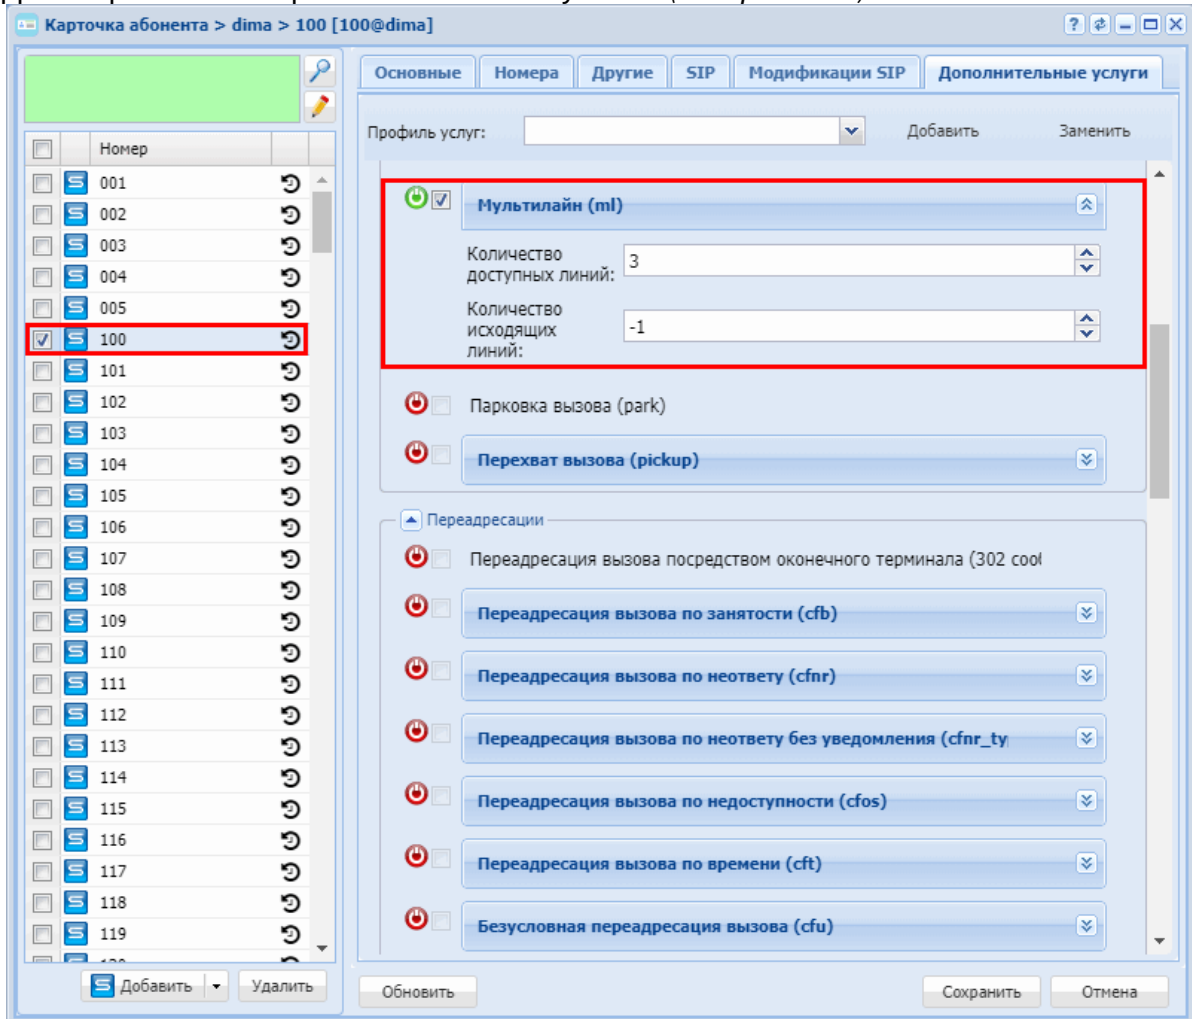 Карточка абонента > dima > 100 [100@dima]
Основные
Номера
Другие
SIP
Модификации SIP
Дополнительные услуги
Профиль услуг:
Добавить
Заменить
Номер
001
002
003
004
005
100
101
102
103
104
105
106
107
108
109
110
111
112
113
114
115
116
117
118
119
Добавить
Удалить
Мультилайн (ml)
Количество
доступных линий:
3
Количество
исходящих
линий:
-1
Парковка вызова (park)
Перехват вызова (pickup)
Переадресации
Переадресация вызова посредством оконечного терминала (302
Переадресация вызова по занятости (cfb)
Переадресация вызова по неответу (cfnr)
Переадресация вызова по неответу без уведомления (cfnr_ty
Переадресация вызова по недоступности (cfos)
Переадресация вызова по времени (cft)
Безусловная переадресация вызова (cfu)
Обновить
Сохранить
Отмена